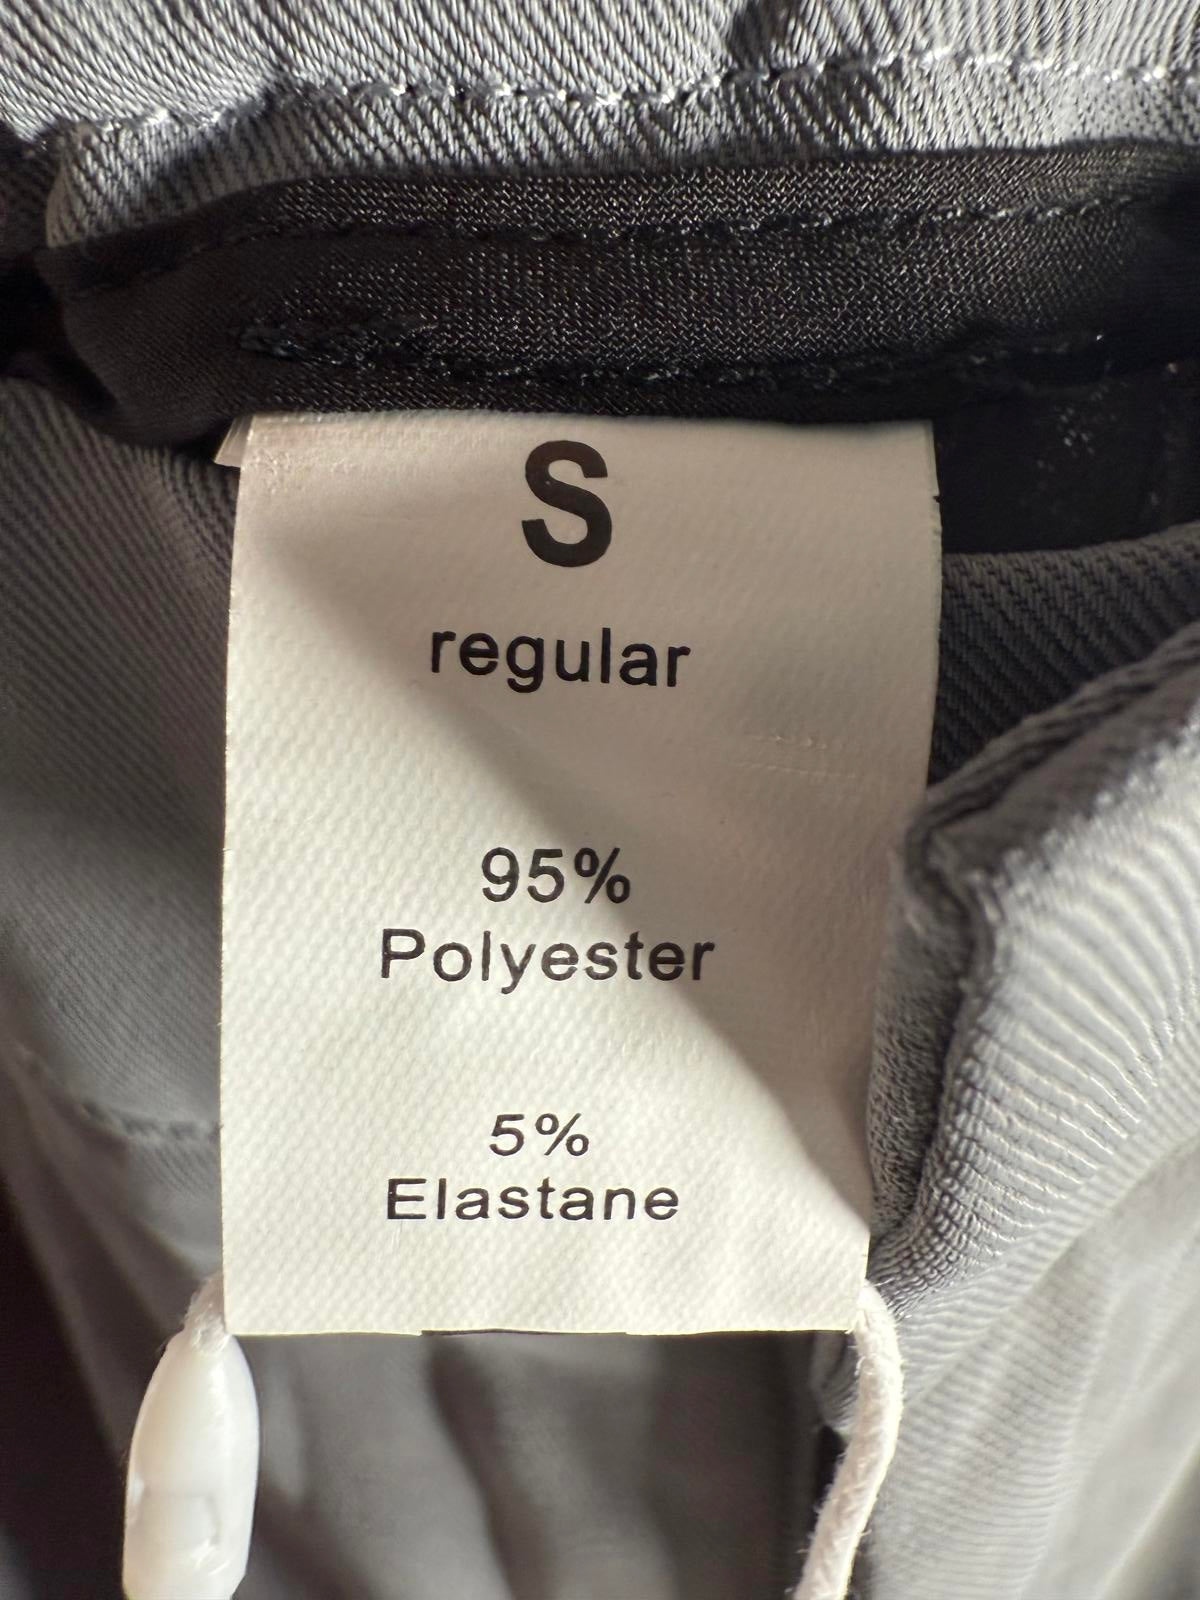 S
regular
95%
Polyester
5%
Elastane